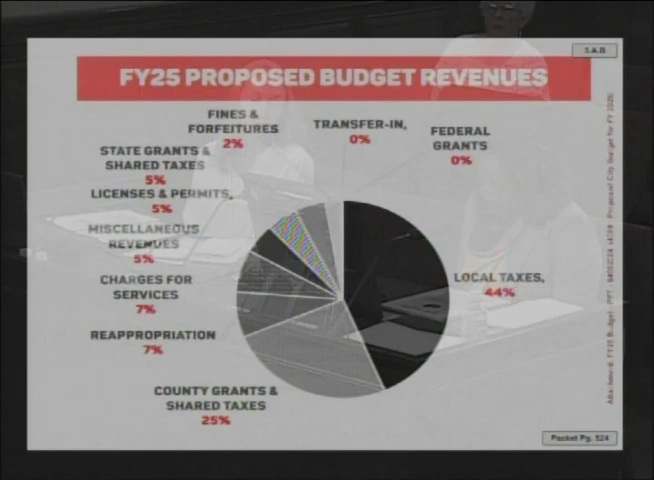 3.A.B
FY25 PROPOSED BUDGET REVENUES
FINES &
FORFEITURES
2%
TRANSFER-IN,
0%
FEDERAL
GRANTS
0%
STATE GRANTS &
SHARED TAXES
5%
LICENSES & PERMITS,
5%
MISCELLANEOUS
REVENUES
5%
CHARGES FOR
SERVICES
7%
LOCAL TAXES,
44%
REAPPROPRIATION
7%
COUNTY GRANTS &
SHARED TAXES
25%
Packet Pg. 524